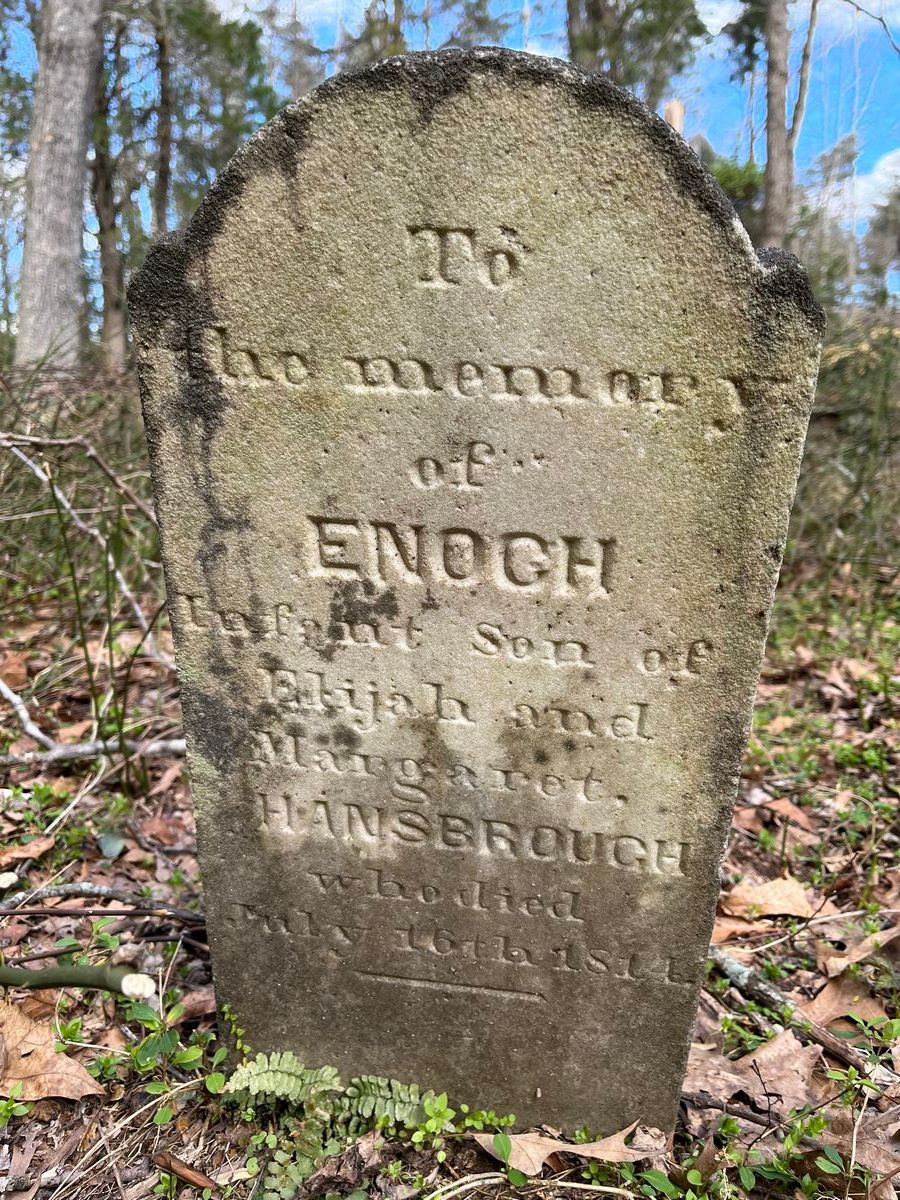 To
the memory
of
ENOCH
Infant Son of
Elijah and
Margaret.
HANSBROUGH
who died
July 16th 1814